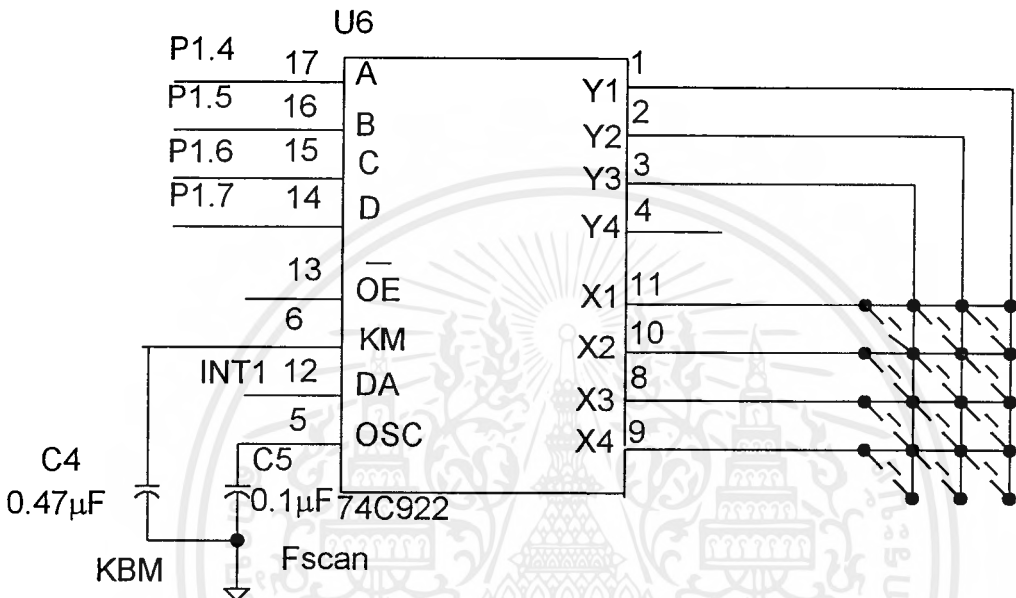 U6
P1.4 17 A
P1.5 16 B
P1.6 15 C
P1.7 14 D
13 OE
6 KM
INT1 12 DA
5 OSC
1 Y1
2 Y2
3 Y3
4 Y4
X1 11
X2 10
X3 8
X4 9
C4
0.47µF
C5
0.1µF
74C922
KBM
Fscan